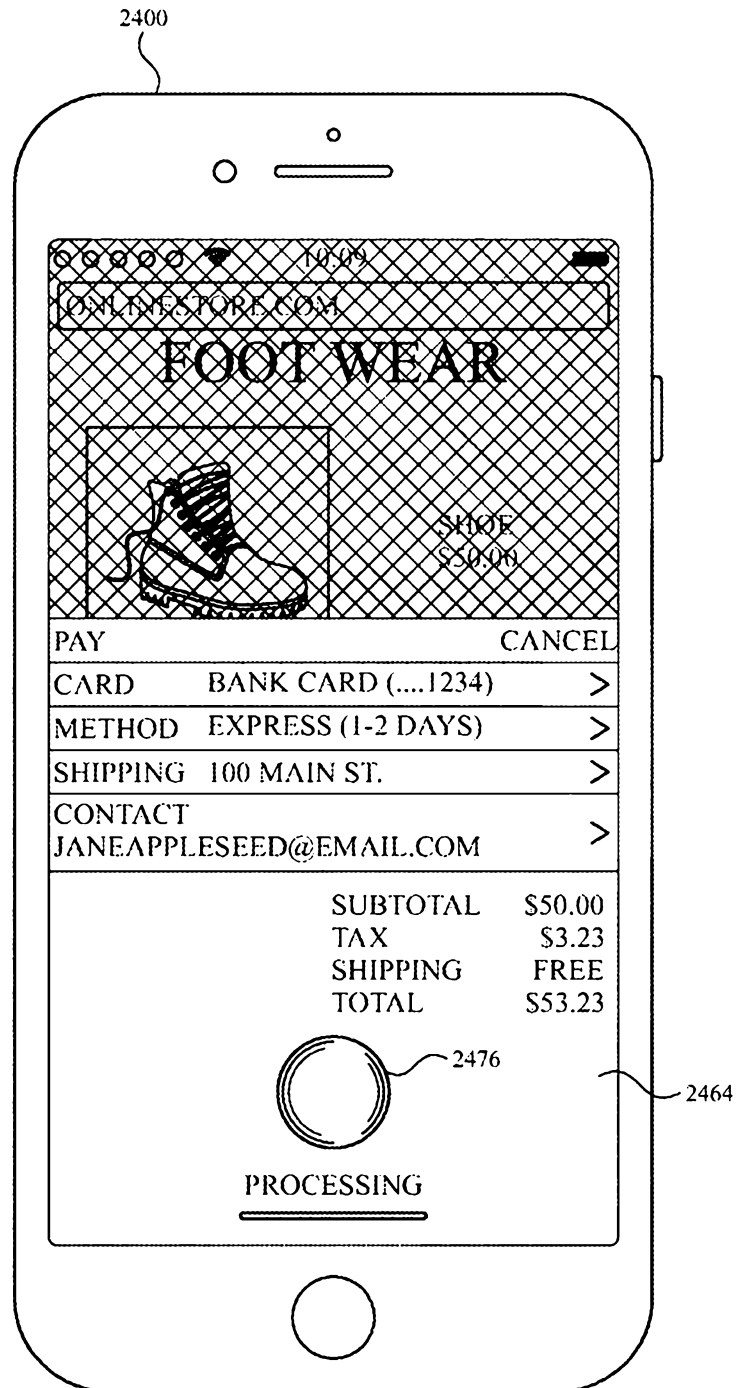 2400
10:09
ONLINESTORE.COM
FOOT WEAR
SHOE
$50.00
PAY CANCEL
CARD BANK CARD (....1234) >
METHOD EXPRESS (1-2 DAYS) >
SHIPPING 100 MAIN ST. >
CONTACT
JANEAPPLESEED@EMAIL.COM >
SUBTOTAL $50.00
TAX $3.23
SHIPPING FREE
TOTAL $53.23
2476
2464
PROCESSING